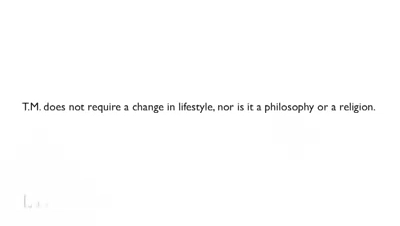 T.M. does not require a change in lifestyle, nor is it a philosophy or a religion.